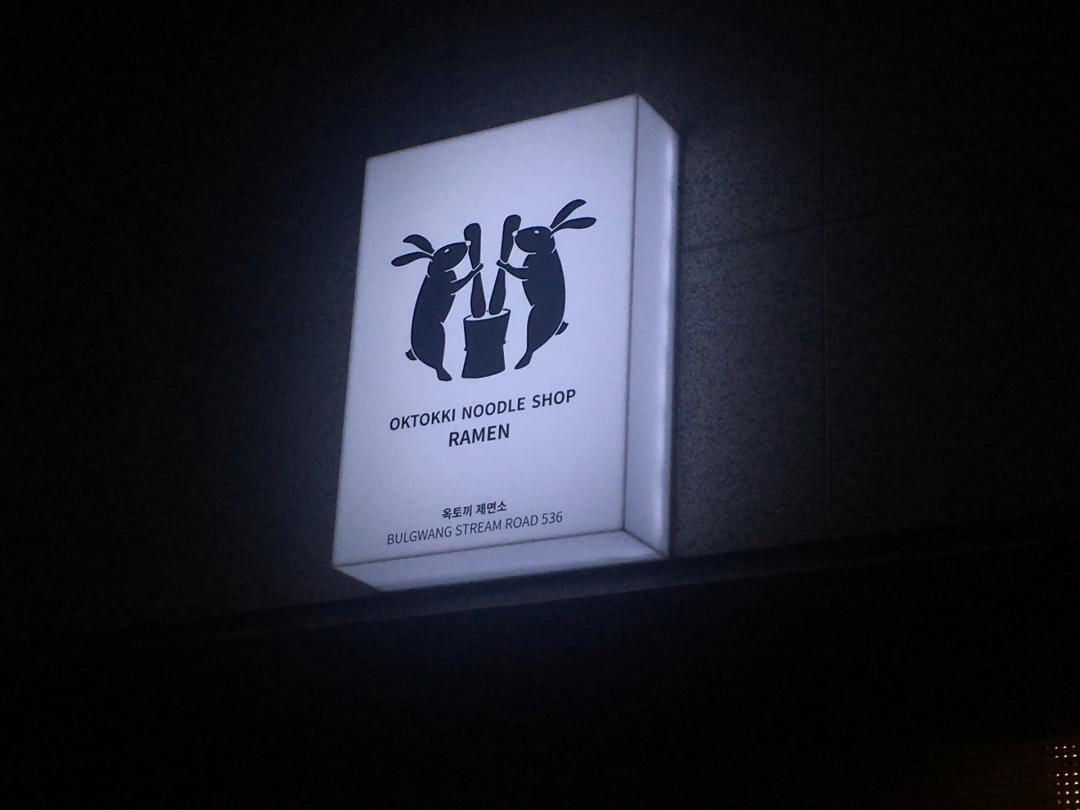 OKTOKKI NOODLE SHOP
RAMEN
옥토끼 제면소
BULGWANG STREAM ROAD 536